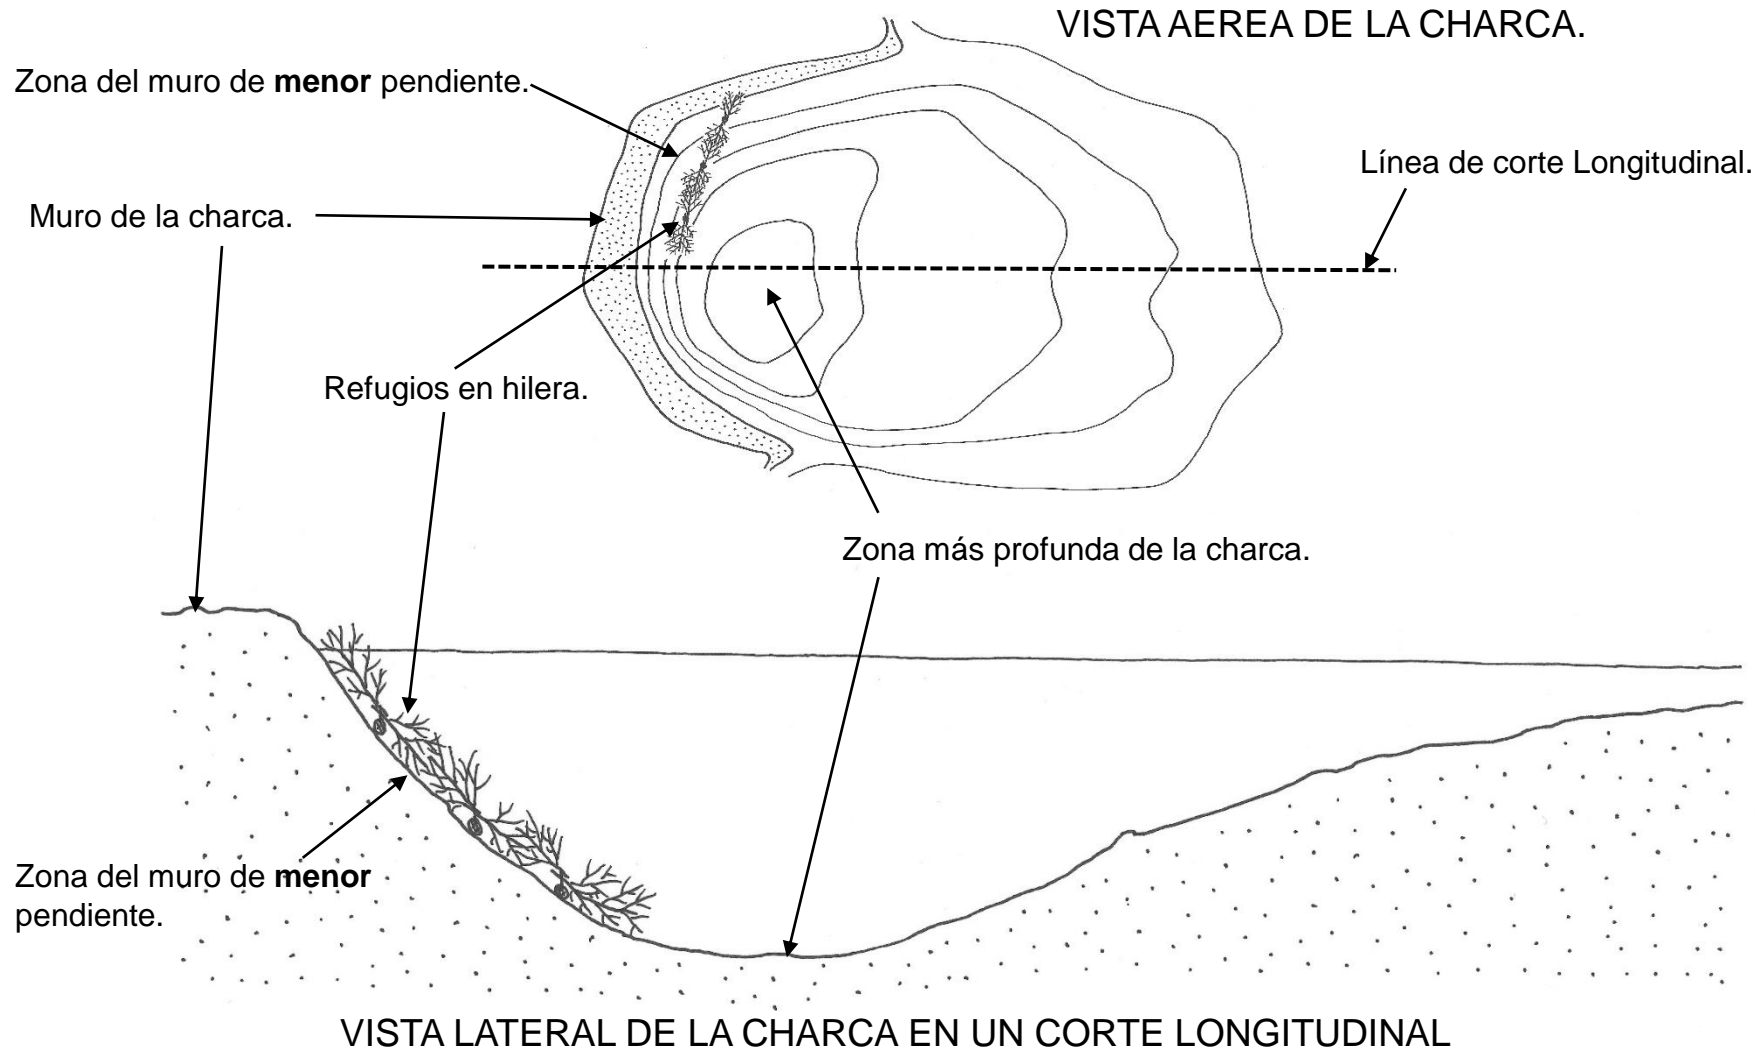 VISTA AEREA DE LA CHARCA.
Zona del muro de menor pendiente.
Línea de corte Longitudinal.
Muro de la charca.
Refugios en hilera.
Zona más profunda de la charca.
Zona del muro de menor
pendiente.
VISTA LATERAL DE LA CHARCA EN UN CORTE LONGITUDINAL